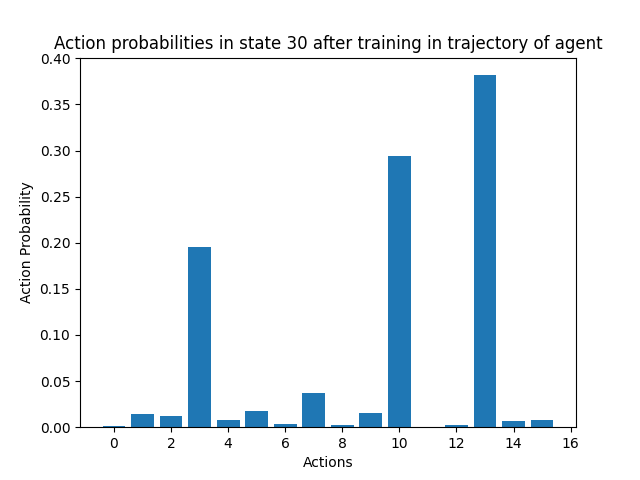 Action probabilities in state 30 after training in trajectory of agent
0.40
0.35
0.30
0.25
0.20
0.15
0.10
0.05
0.00
Action Probability
0 2 4 6 8 10 12 14 16
Actions